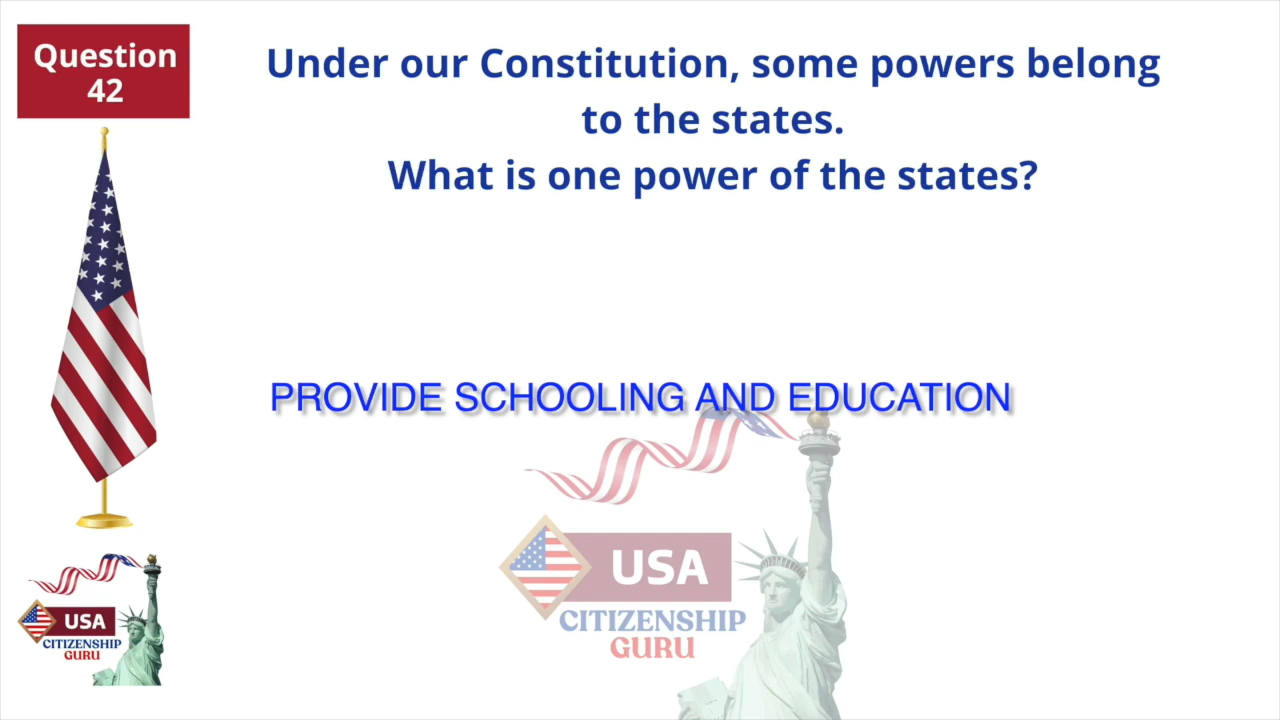 Question
42
Under our Constitution, some powers belong
to the states.
What is one power of the states?
PROVIDE SCHOOLING AND EDUCATION
USA
CITIZENSHIP
GURU
USA
CITIZENSHIP
GURU